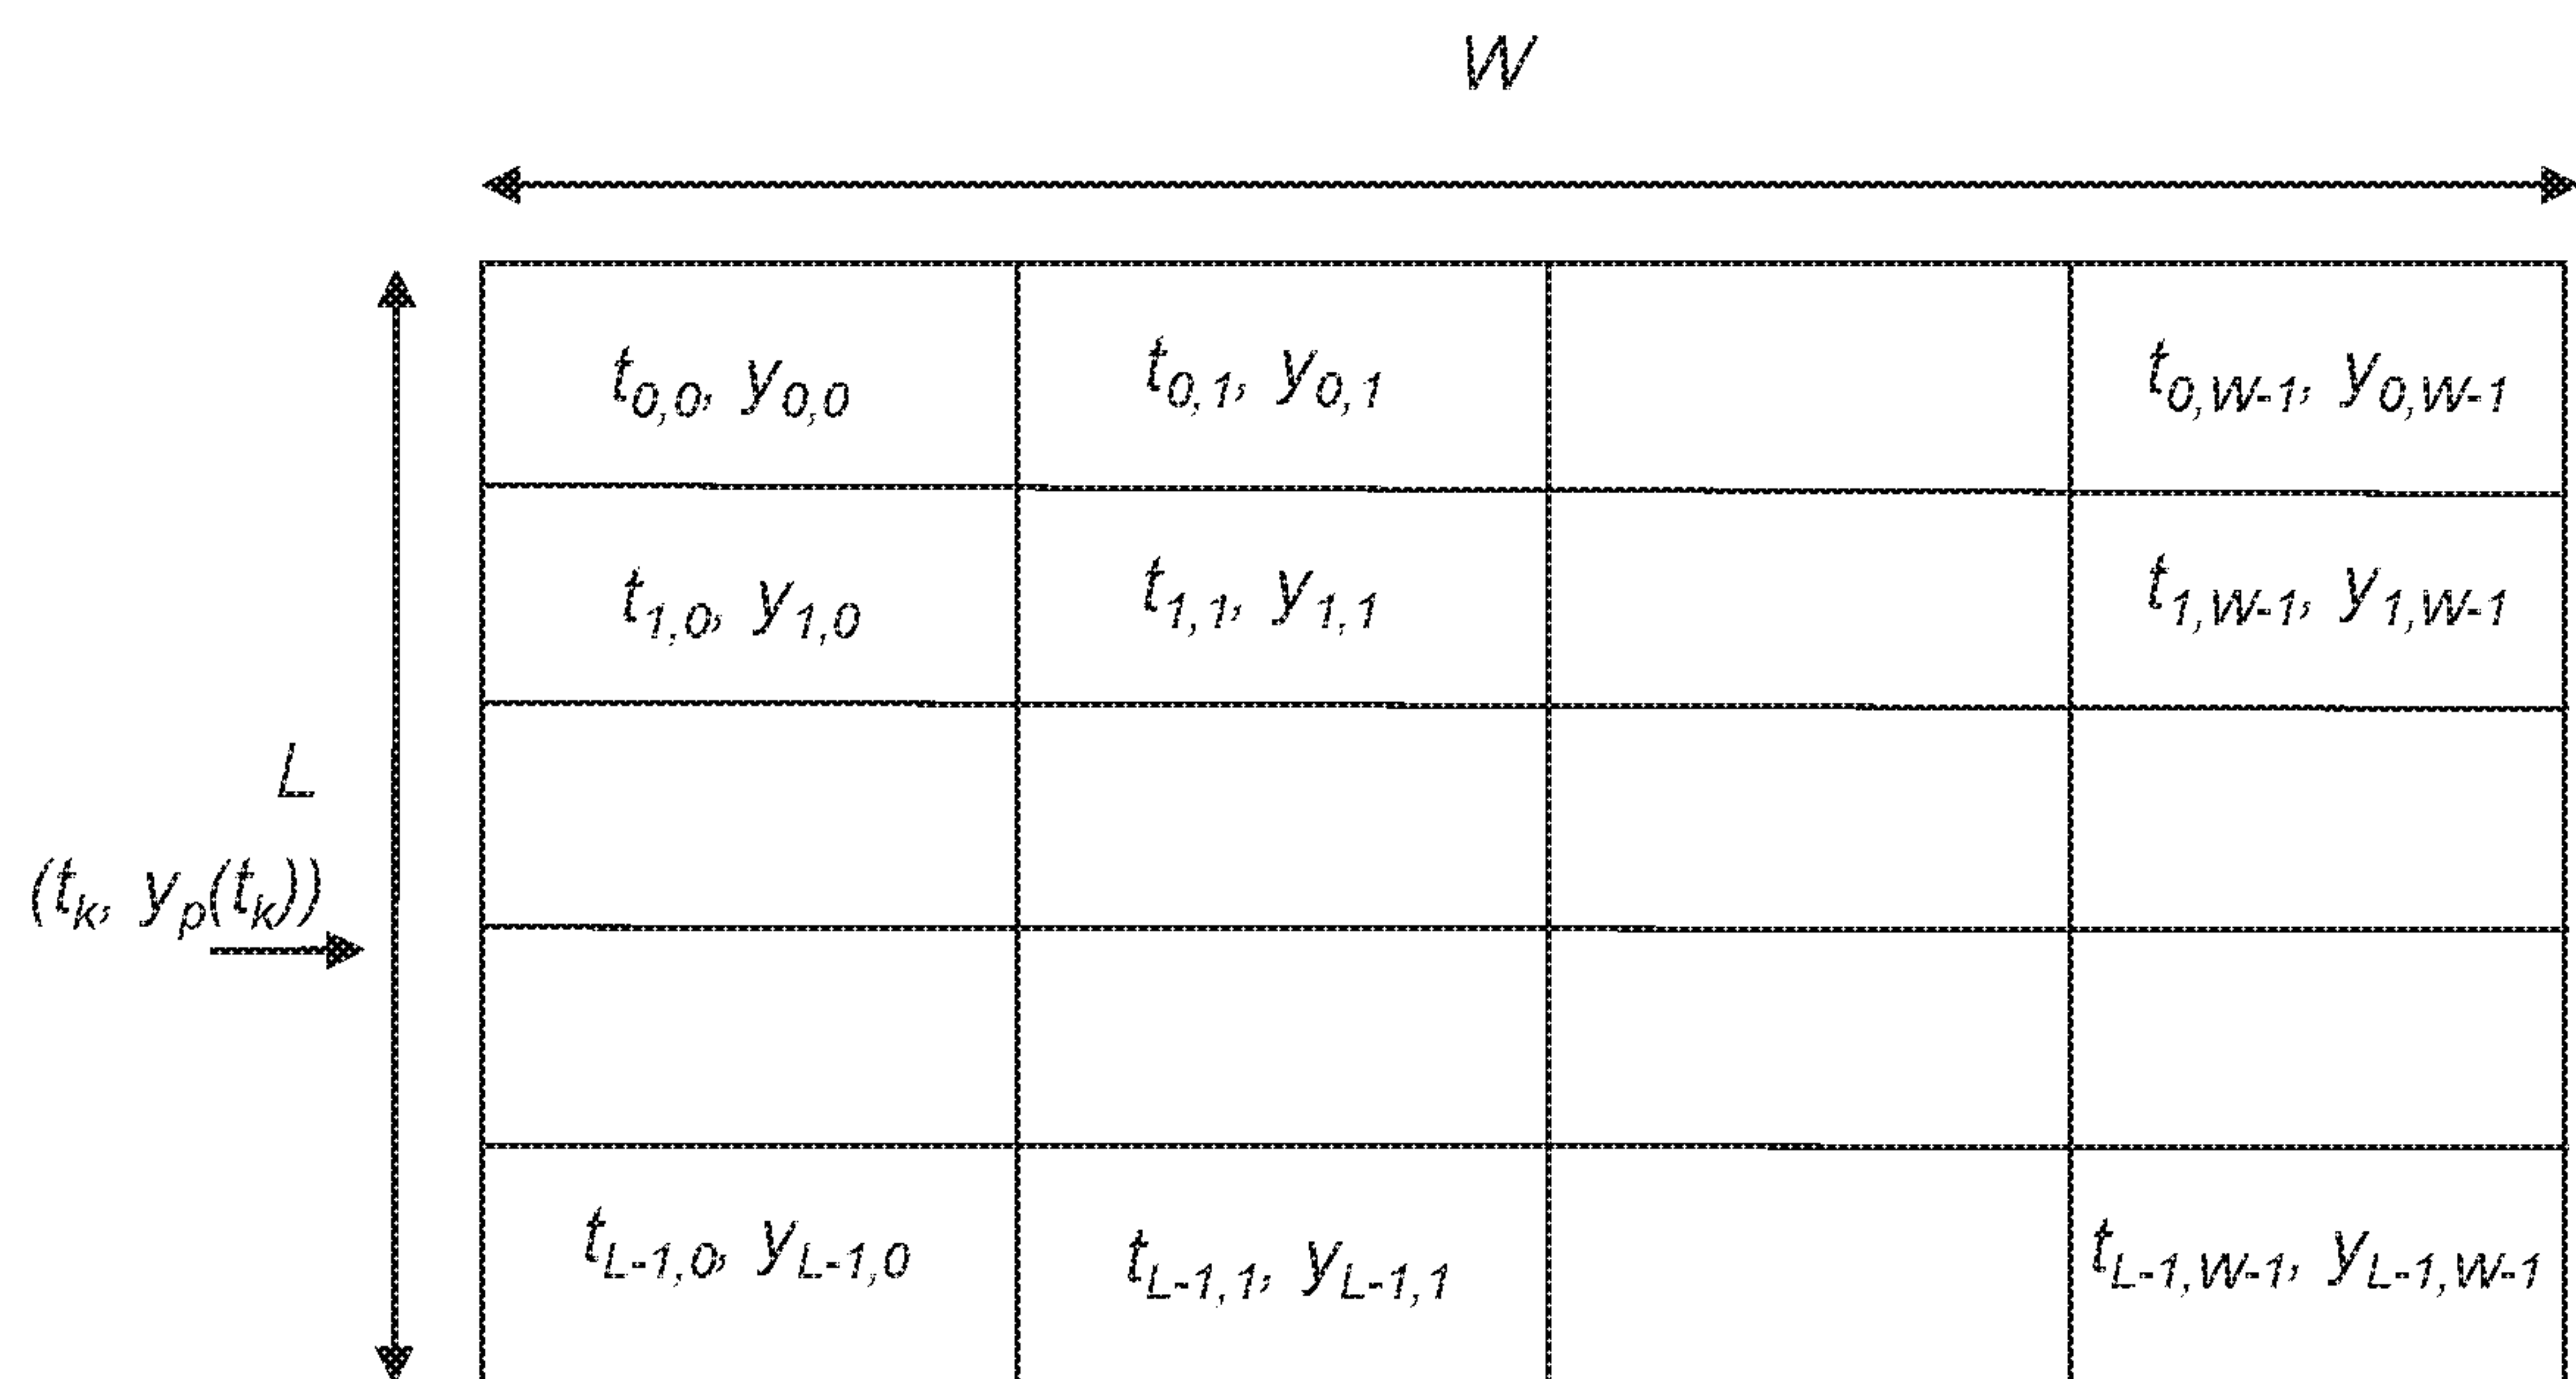 W
t0,0, y0,0 t0,1, y0,1 t0,W-1, y0,W-1
t1,0, y1,0 t1,1, y1,1 t1,W-1, y1,W-1
L
(tk, yp(tk))
tL-1,0, yL-1,0 tL-1,1, yL-1,1 tL-1,W-1, yL-1,W-1